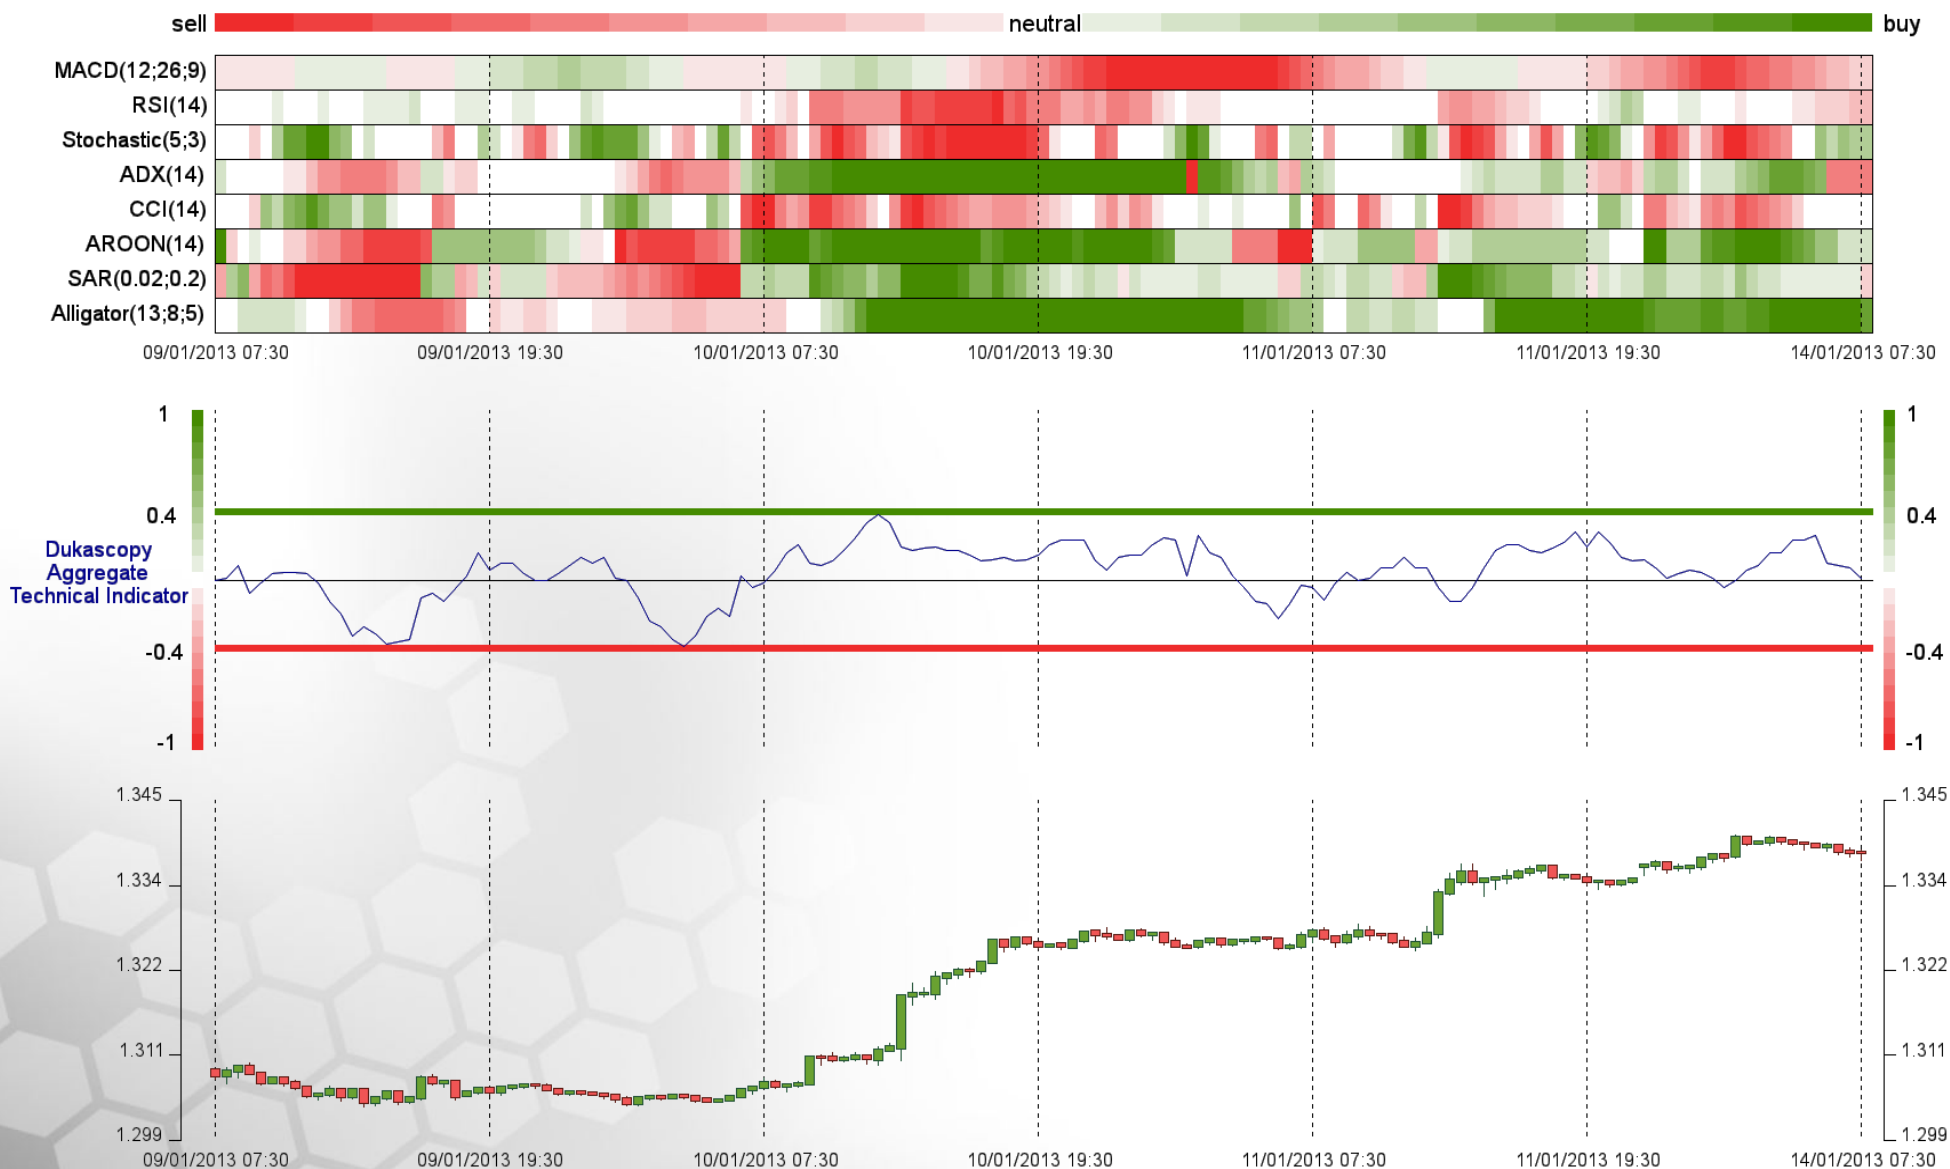 sell neutral buy
MACD(12;26;9)
RSI(14)
Stochastic(5;3)
ADX(14)
CCI(14)
AROON(14)
SAR(0.02;0.2)
Alligator(13;8;5)
09/01/2013 07:30 09/01/2013 19:30 10/01/2013 07:30 10/01/2013 19:30 11/01/2013 07:30 11/01/2013 19:30 14/01/2013 07:30
1 1
0.4 0.4
Dukascopy
Aggregate
Technical Indicator
-0.4 -0.4
-1 -1
1.345 1.345
1.334 1.334
1.322 1.322
1.311 1.311
1.299 1.299
09/01/2013 07:30 09/01/2013 19:30 10/01/2013 07:30 10/01/2013 19:30 11/01/2013 07:30 11/01/2013 19:30 14/01/2013 07:30